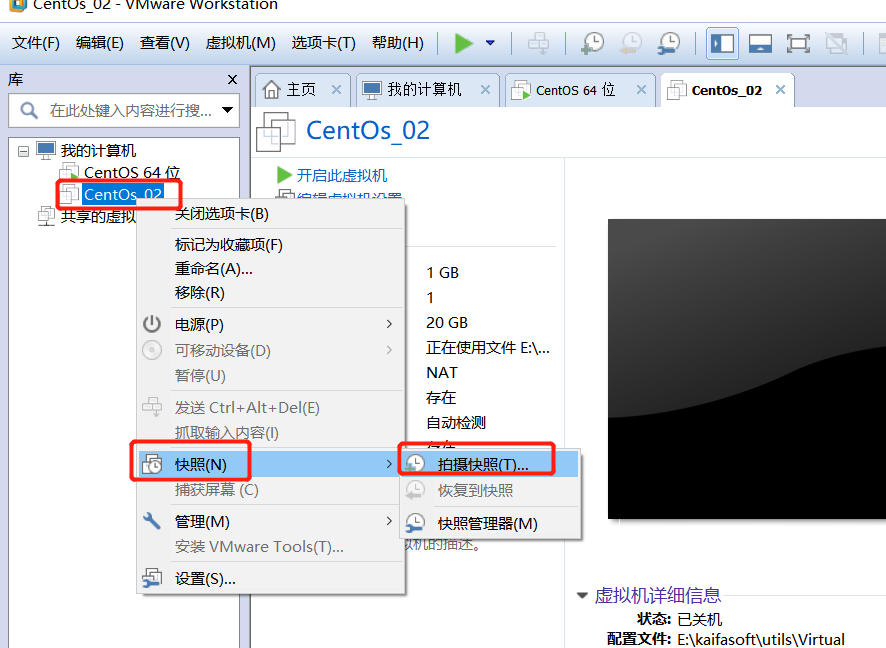 CentOs_02 - VMware Workstation
文件(F) 编辑(E) 查看(V) 虚拟机(M) 选项卡(T) 帮助(H)
库
在此处键入内容进行搜...
我的计算机
CentOS 64 位
CentOs_02
共享的虚拟
主页 我的计算机 CentOS 64 位 CentOs_02
CentOs_02
开启此虚拟机
编辑虚拟机设置
关闭选项卡(B)
标记为收藏项(F)
重命名(A)...
移除(R)
电源(P)
可移动设备(D)
暂停(U)
发送 Ctrl+Alt+Del(E)
抓取输入内容(I)
快照(N)
捕获屏幕 (C)
管理(M)
安装 VMware Tools(T)...
设置(S)...
1 GB
1
20 GB
正在使用文件 E:\...
NAT
存在
自动检测
存在
拍摄快照(T)...
恢复到快照
快照管理器(M)
拟机的描述。
虚拟机详细信息
状态: 已关机
配置文件: E:\kaifasoft\utils\Virtual